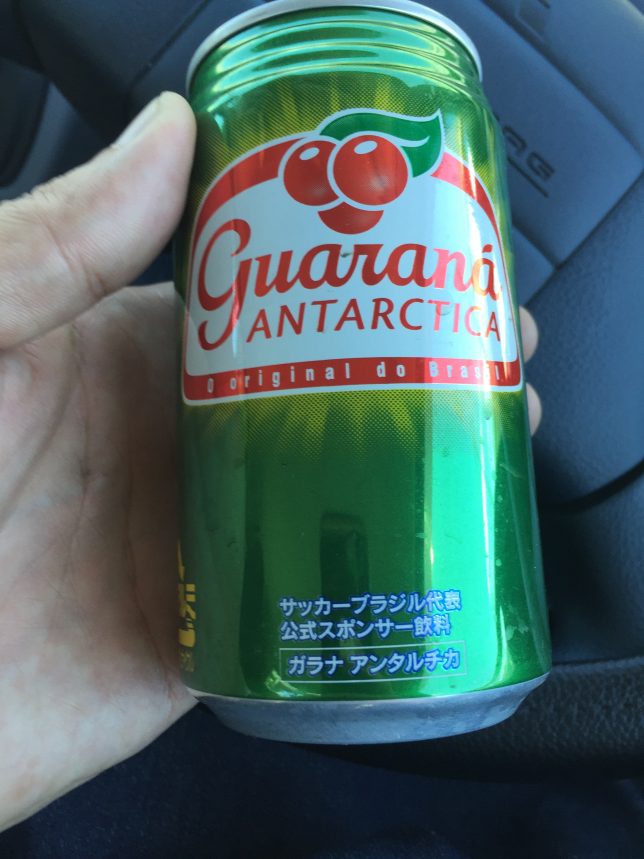 Guaraná
ANTARCTICA
O original do Brasil
サッカーブラジル代表
公式スポンサー飲料
ガラナ アンタルチカ